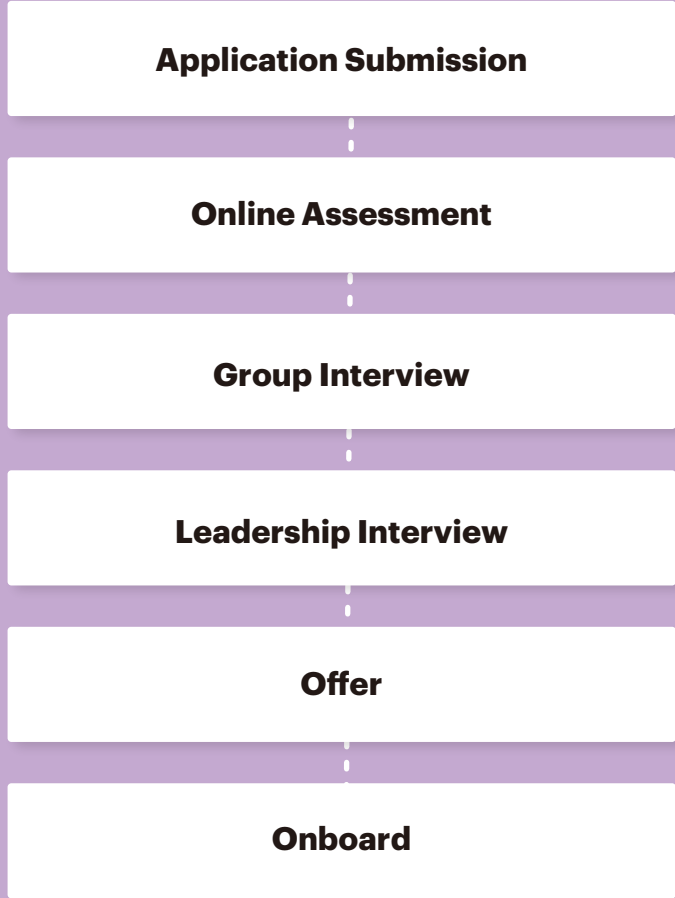 Application Submission
Online Assessment
Group Interview
Leadership Interview
Offer
Onboard